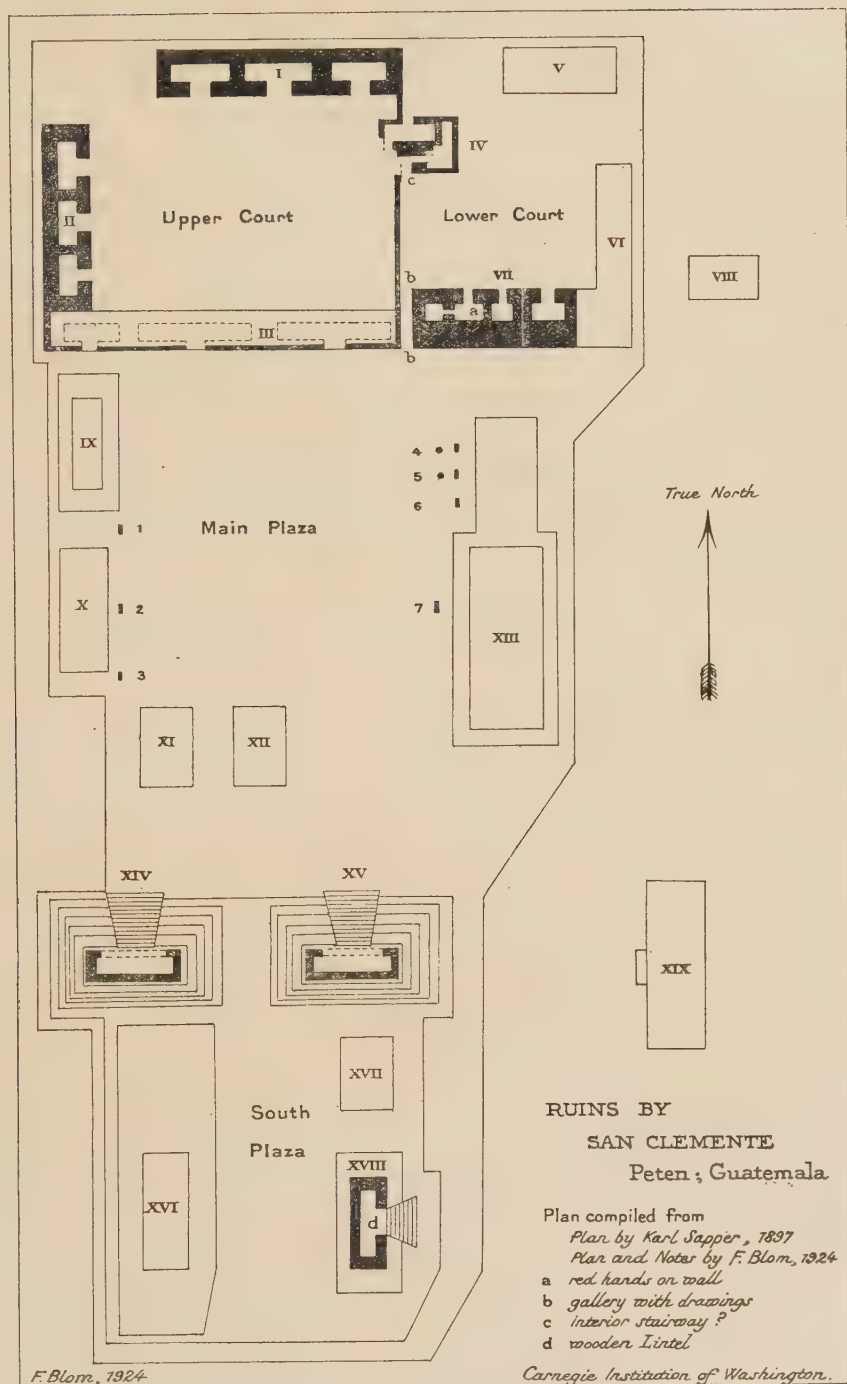 I
V
IV
c
II
Upper Court
Lower Court
VI
VIII
b
VII
a
III
b
IX
4
5
6
True North
1
Main Plaza
X
2
7
XIII
3
XI
XII
XIV
XV
XIX
XVII
South
Plaza
XVIII
XVI
d
RUINS BY
SAN CLEMENTE
Peten; Guatemala
Plan compiled from
Plan by Karl Sapper, 1897
Plan and Notes by F. Blom, 1924
a red hands on wall
b gallery with drawings
c interior stairway?
d wooden Lintel
F. Blom, 1924
Carnegie Institution of Washington.